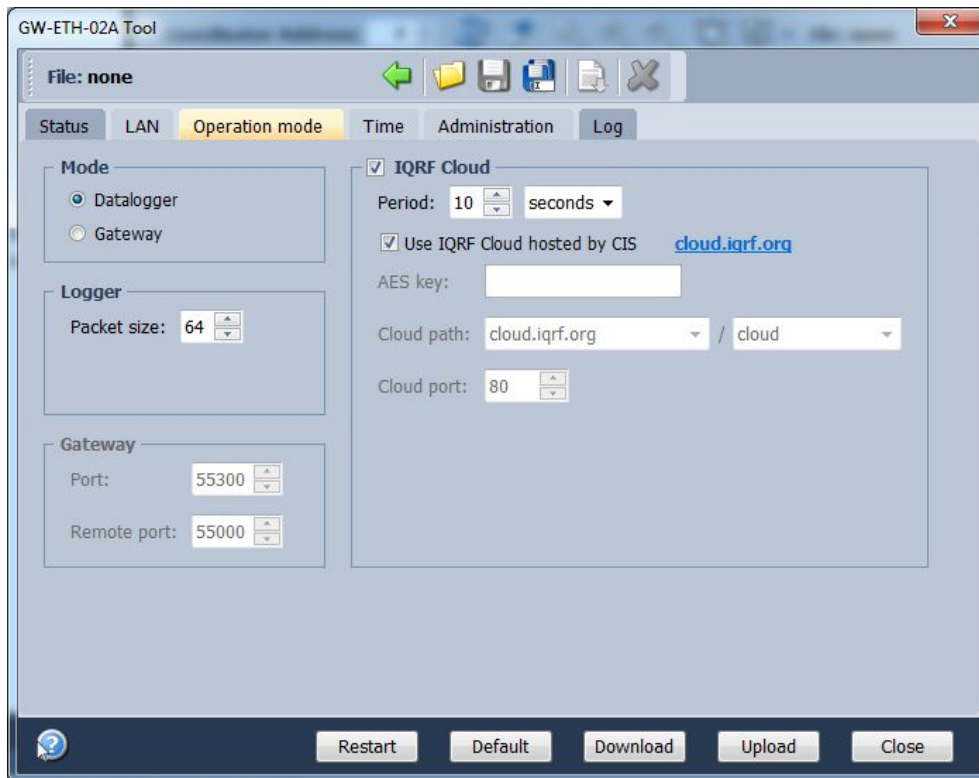 GW-ETH-02A Tool
File: none
Status LAN Operation mode Time Administration Log
Mode
Datalogger
Gateway
Logger
Packet size: 64
Gateway
Port: 55300
Remote port: 55000
IQRF Cloud
Period: 10 seconds
Use IQRF Cloud hosted by CIS cloud.iqrf.org
AES key:
Cloud path: cloud.iqrf.org / cloud
Cloud port: 80
Restart Default Download Upload Close